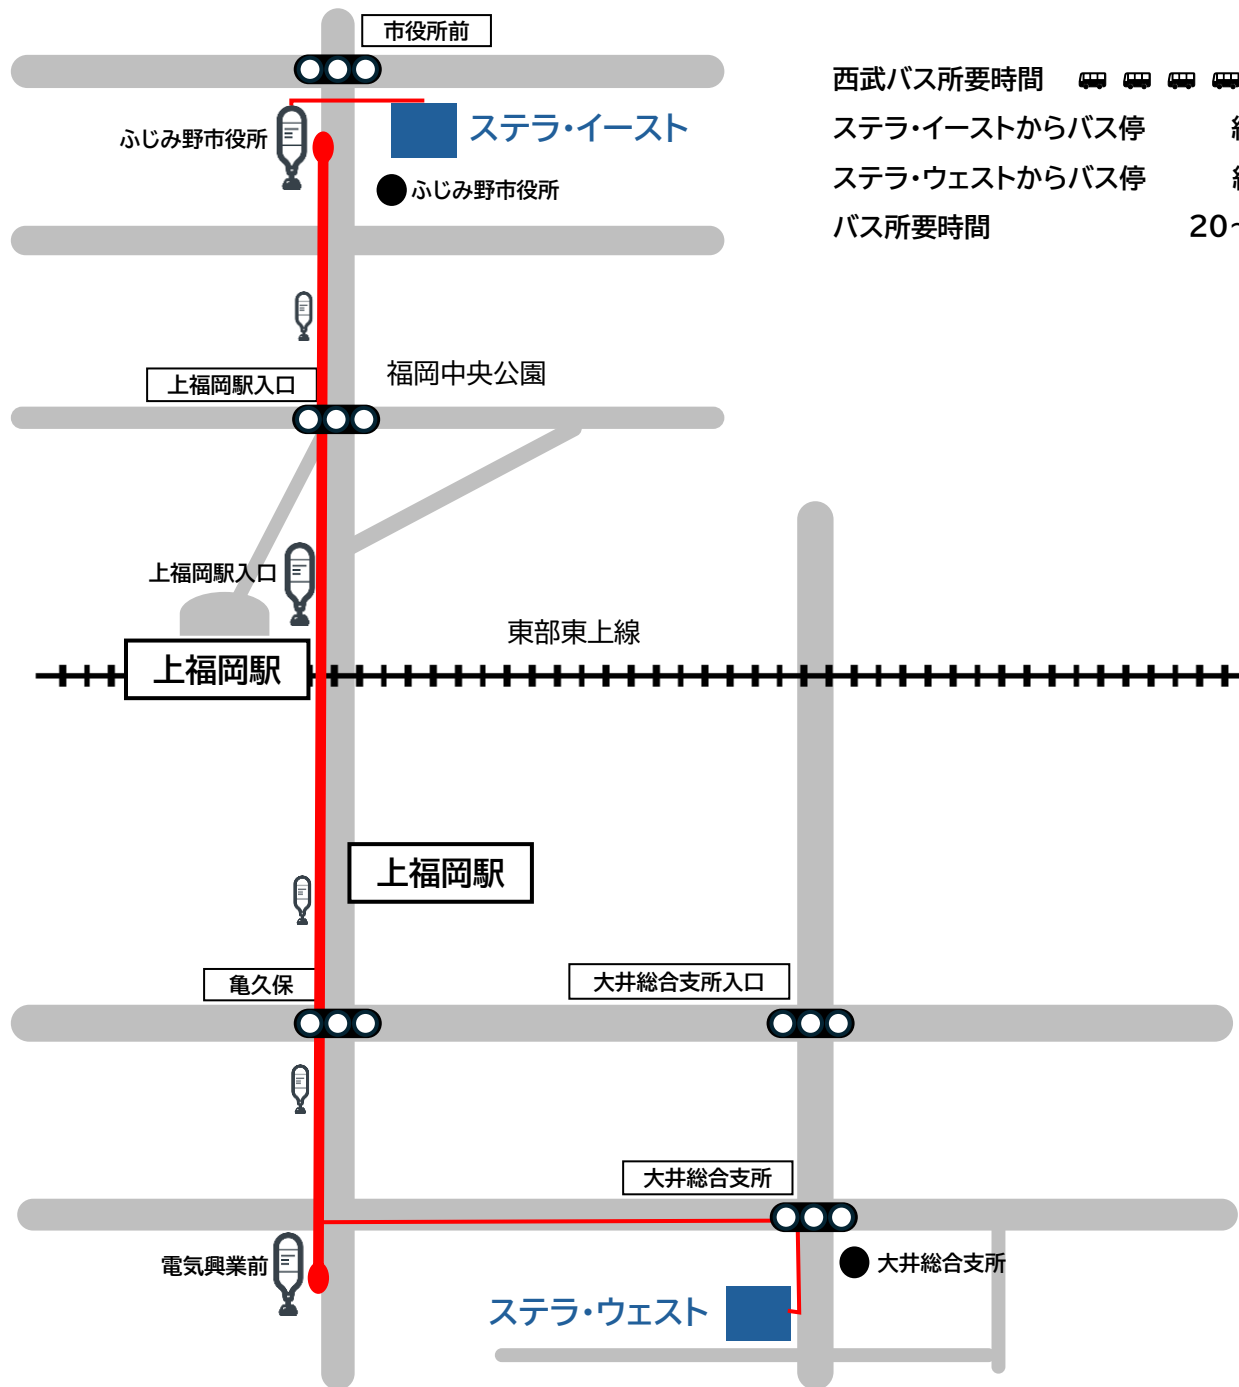 市役所前
西武バス所要時間
ステラ・イースト
ステラ・イーストからバス停
ふじみ野市役所
ふじみ野市役所
ステラ・ウェストからバス停
バス所要時間 20~
上福岡駅入口
福岡中央公園
上福岡駅入口
東部東上線
上福岡駅
上福岡駅
亀久保
大井総合支所入口
大井総合支所
電気興業前
大井総合支所
ステラ・ウェスト